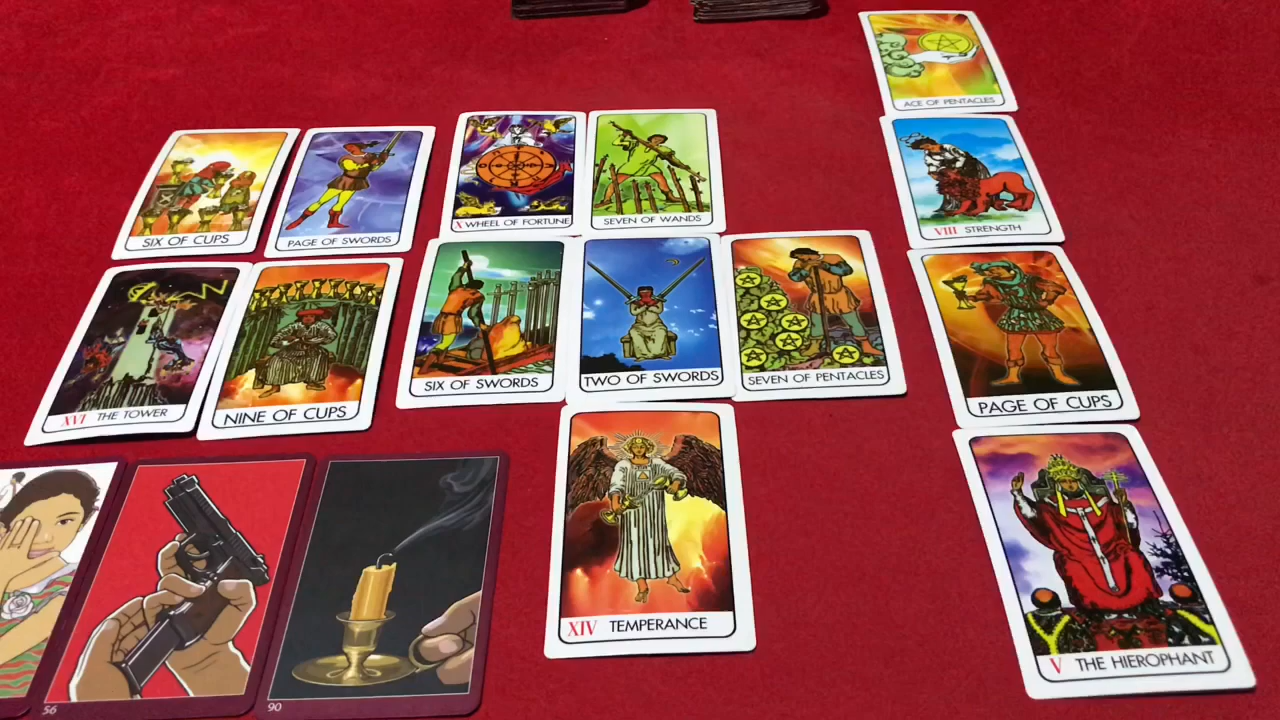 ACE OF PENTACLES
SIX OF CUPS
PAGE OF SWORDS
X WHEEL OF FORTUNE
SEVEN OF WANDS
VIII STRENGTH
XVI THE TOWER
NINE OF CUPS
SIX OF SWORDS
TWO OF SWORDS
SEVEN OF PENTACLES
PAGE OF CUPS
XIV TEMPERANCE
V THE HIEROPHANT
56
90